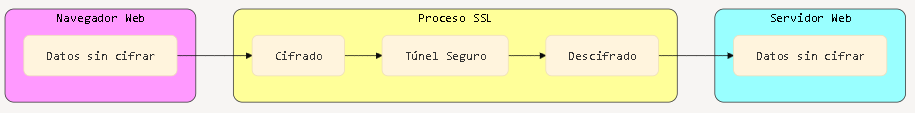 Navegador Web
Datos sin cifrar
Proceso SSL
Cifrado
Túnel Seguro
Descifrado
Servidor Web
Datos sin cifrar